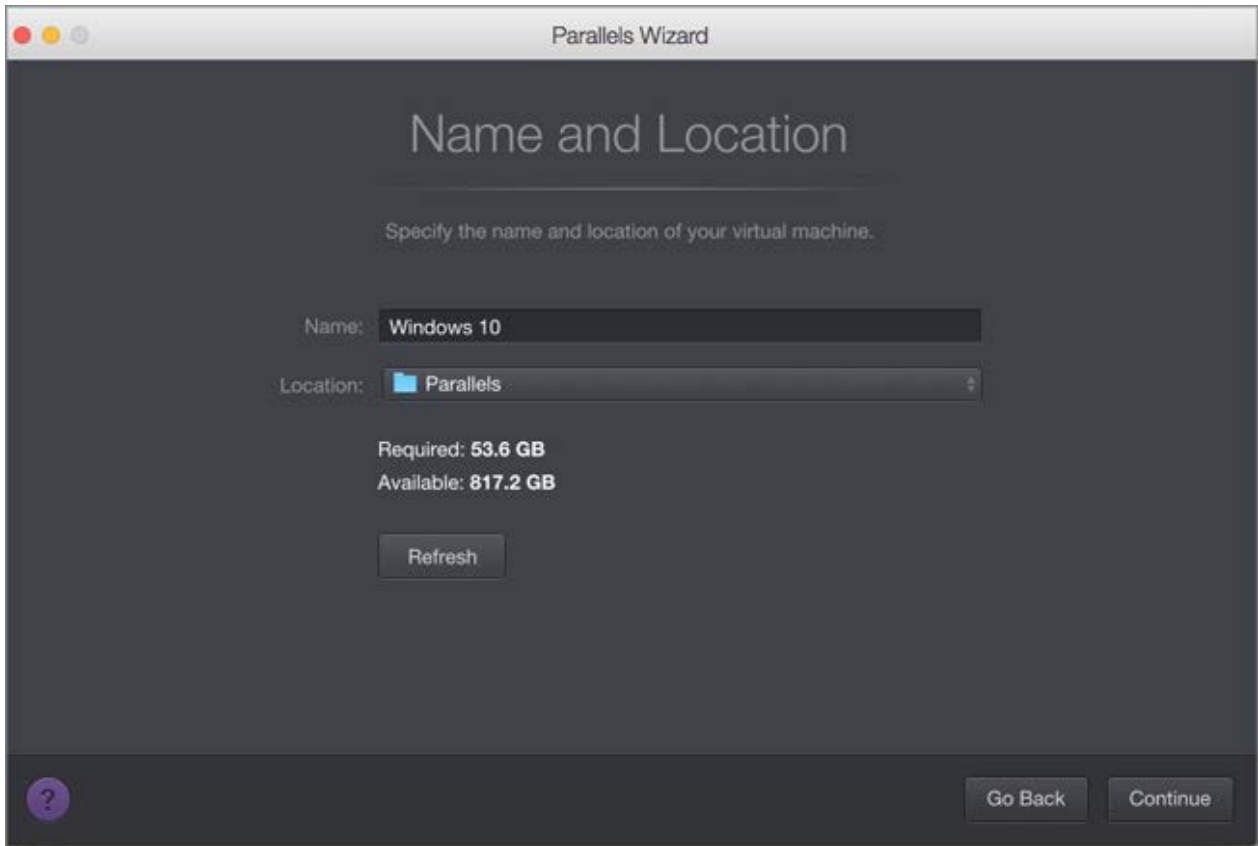 Parallels Wizard
Name and Location
Specify the name and location of your virtual machine.
Name: Windows 10
Location: Parallels
Required: 53.6 GB
Available: 817.2 GB
Refresh
? Go Back Continue